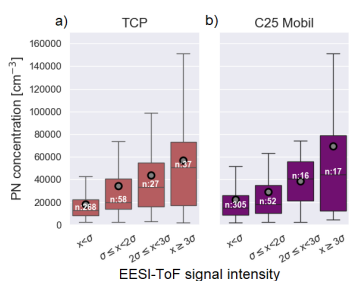 a) TCP b) C25 Mobil
PN concentration [cm⁻³]
160000
140000
120000
100000
80000
60000
40000
20000
0
n:268 n:58 n:27 n:37
n:305 n:52 n:16 n:17
x<σ σ≤x<2σ 2σ≤x<3σ x≥3σ
x<σ σ≤x<2σ 2σ≤x<3σ x≥3σ
EESI-ToF signal intensity